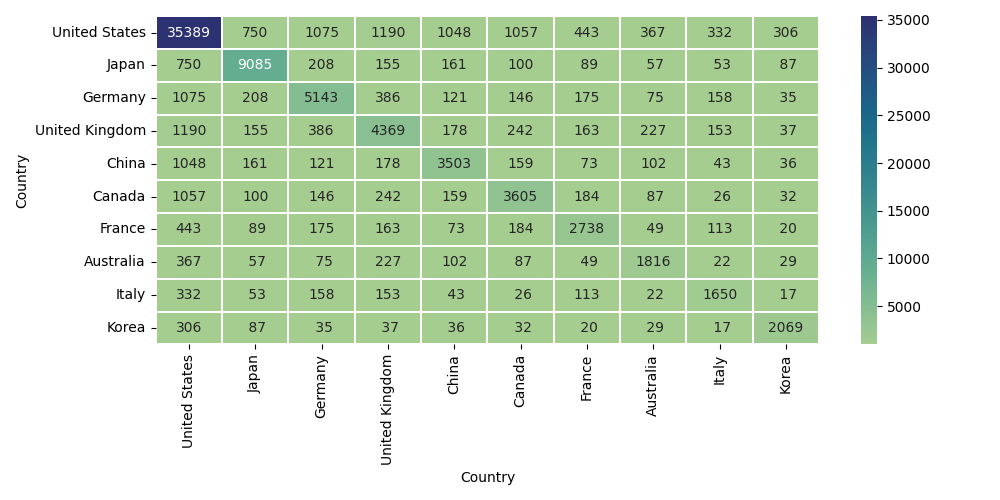 United States 35389 750 1075 1190 1048 1057 443 367 332 306
Japan 750 9085 208 155 161 100 89 57 53 87
Germany 1075 208 5143 386 121 146 175 75 158 35
United Kingdom 1190 155 386 4369 178 242 163 227 153 37
China 1048 161 121 178 3503 159 73 102 43 36
Canada 1057 100 146 242 159 3605 184 87 26 32
France 443 89 175 163 73 184 2738 49 113 20
Australia 367 57 75 227 102 87 49 1816 22 29
Italy 332 53 158 153 43 26 113 22 1650 17
Korea 306 87 35 37 36 32 20 29 17 2069
Country
United States
Japan
Germany
United Kingdom
China
Canada
France
Australia
Italy
Korea
Country
35000
30000
25000
20000
15000
10000
5000